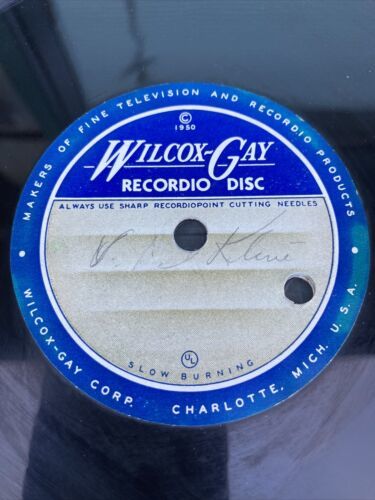 MAKERS OF FINE TELEVISION AND RECORDIO PRODUCTS
© 1950
WILCOX-GAY
RECORDIO DISC
ALWAYS USE SHARP RECORDIOPOINT CUTTING NEEDLES
UL
SLOW BURNING
WILCOX-GAY CORP. CHARLOTTE, MICH. U.S.A.